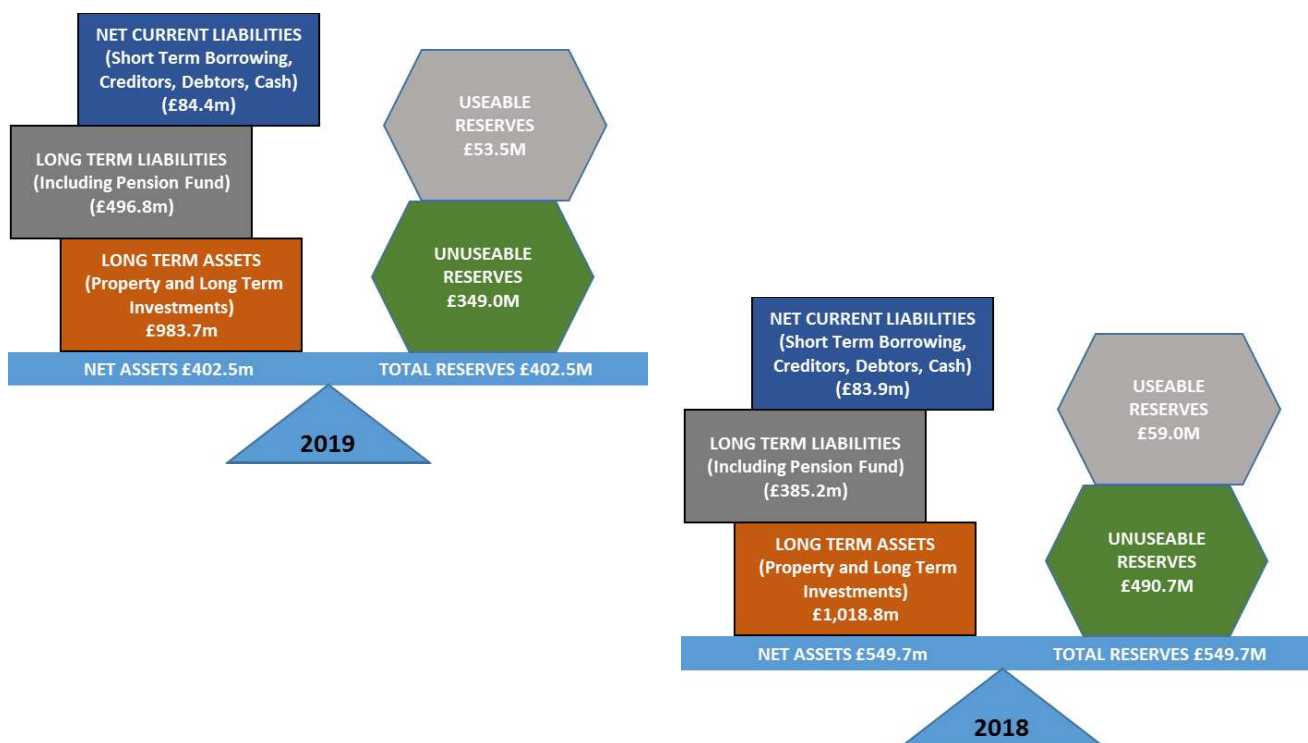 NET CURRENT LIABILITIES
(Short Term Borrowing,
Creditors, Debtors, Cash)
(£84.4m)
LONG TERM LIABILITIES
(Including Pension Fund)
(£496.8m)
LONG TERM ASSETS
(Property and Long Term
Investments)
£983.7m
USEABLE
RESERVES
£53.5M
UNUSEABLE
RESERVES
£349.0M
NET ASSETS £402.5m
TOTAL RESERVES £402.5M
2019
NET CURRENT LIABILITIES
(Short Term Borrowing,
Creditors, Debtors, Cash)
(£83.9m)
LONG TERM LIABILITIES
(Including Pension Fund)
(£385.2m)
LONG TERM ASSETS
(Property and Long Term
Investments)
£1,018.8m
USEABLE
RESERVES
£59.0M
UNUSEABLE
RESERVES
£490.7M
NET ASSETS £549.7m
TOTAL RESERVES £549.7M
2018